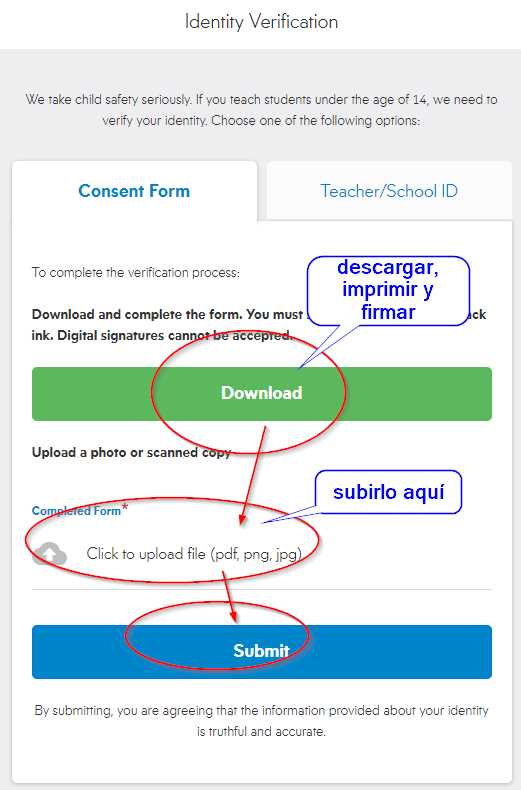 Identity Verification
We take child safety seriously. If you teach students under the age of 14, we need to
verify your identity. Choose one of the following options:
Consent Form
Teacher/School ID
To complete the verification process:
descargar,
imprimir y
firmar
Download and complete the form. You must
ink. Digital signatures cannot be accepted.
Download
Upload a photo or scanned copy
subirlo aquí
Completed Form*
Click to upload file (pdf, png, jpg)
Submit
By submitting, you are agreeing that the information provided about your identity
is truthful and accurate.